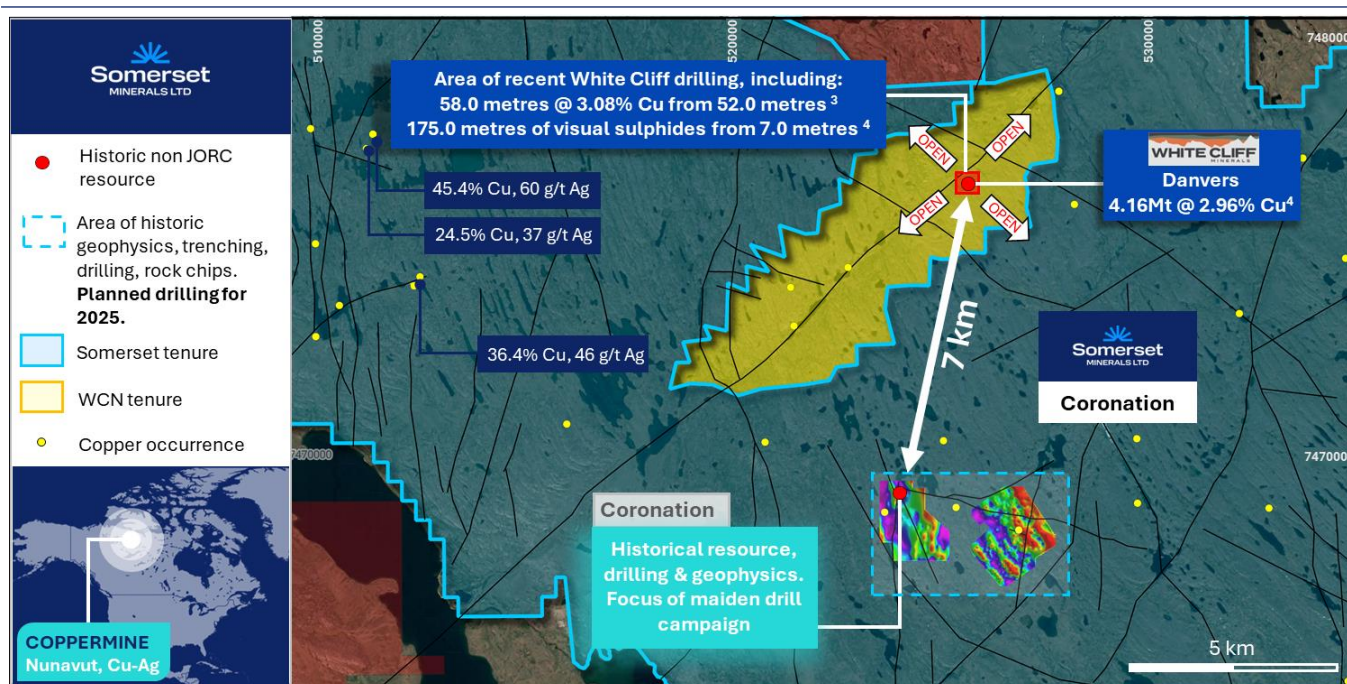 Somerset
MINERALS LTD
Historic non JORC
resource
Area of historic
geophysics, trenching,
drilling, rock chips.
Planned drilling for
2025.
Somerset tenure
WCN tenure
Copper occurrence
COPPERMINE
Nunavut, Cu-Ag
510000
520000
530000
748000
Area of recent White Cliff drilling, including:
58.0 metres @ 3.08% Cu from 52.0 metres ³
175.0 metres of visual sulphides from 7.0 metres ⁴
45.4% Cu, 60 g/t Ag
24.5% Cu, 37 g/t Ag
36.4% Cu, 46 g/t Ag
OPEN
OPEN
OPEN
OPEN
WHITE CLIFF
MINERALS
Danvers
4.16Mt @ 2.96% Cu⁴
7 km
Somerset
MINERALS LTD
Coronation
7470000
747000
Coronation
Historical resource,
drilling & geophysics.
Focus of maiden drill
campaign
5 km